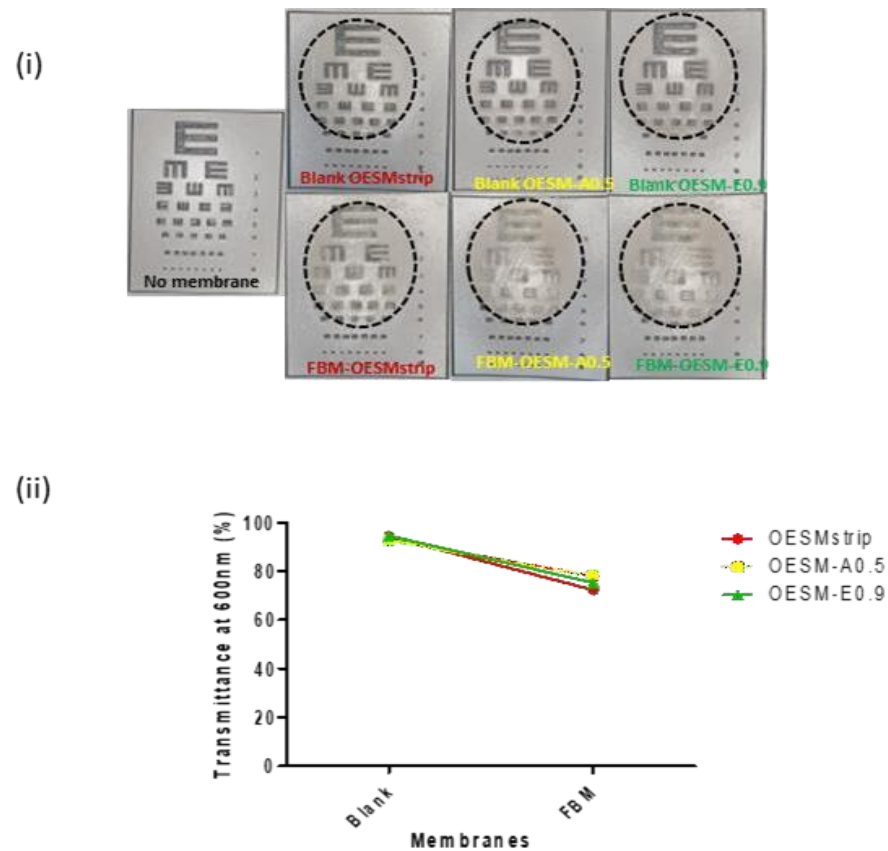 (i)
E
m E
Blank OESMstrip
Blank OESM-A0.5
Blank OESM-E0.9
No membrane
FBM-OESMstrip
FBM-OESM-A0.5
FBM-OESM-E0.9
(ii)
Transmittance at 600nm (%)
100
80
60
40
20
0
Blank
FBM
Membranes
OESMstrip
OESM-A0.5
OESM-E0.9